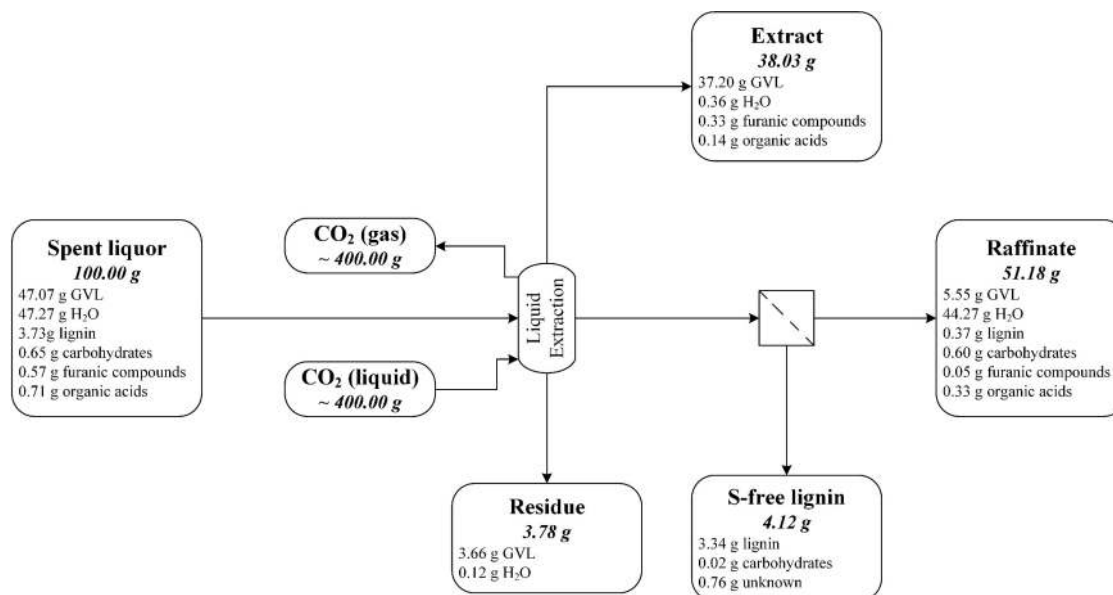 Extract
38.03 g
37.20 g GVL
0.36 g H₂O
0.33 g furanic compounds
0.14 g organic acids
Spent liquor
100.00 g
47.07 g GVL
47.27 g H₂O
3.73g lignin
0.65 g carbohydrates
0.57 g furanic compounds
0.71 g organic acids
CO₂ (gas)
~ 400.00 g
CO₂ (liquid)
~ 400.00 g
Liquid
Extraction
Raffinate
51.18 g
5.55 g GVL
44.27 g H₂O
0.37 g lignin
0.60 g carbohydrates
0.05 g furanic compounds
0.33 g organic acids
Residue
3.78 g
3.66 g GVL
0.12 g H₂O
S-free lignin
4.12 g
3.34 g lignin
0.02 g carbohydrates
0.76 g unknown